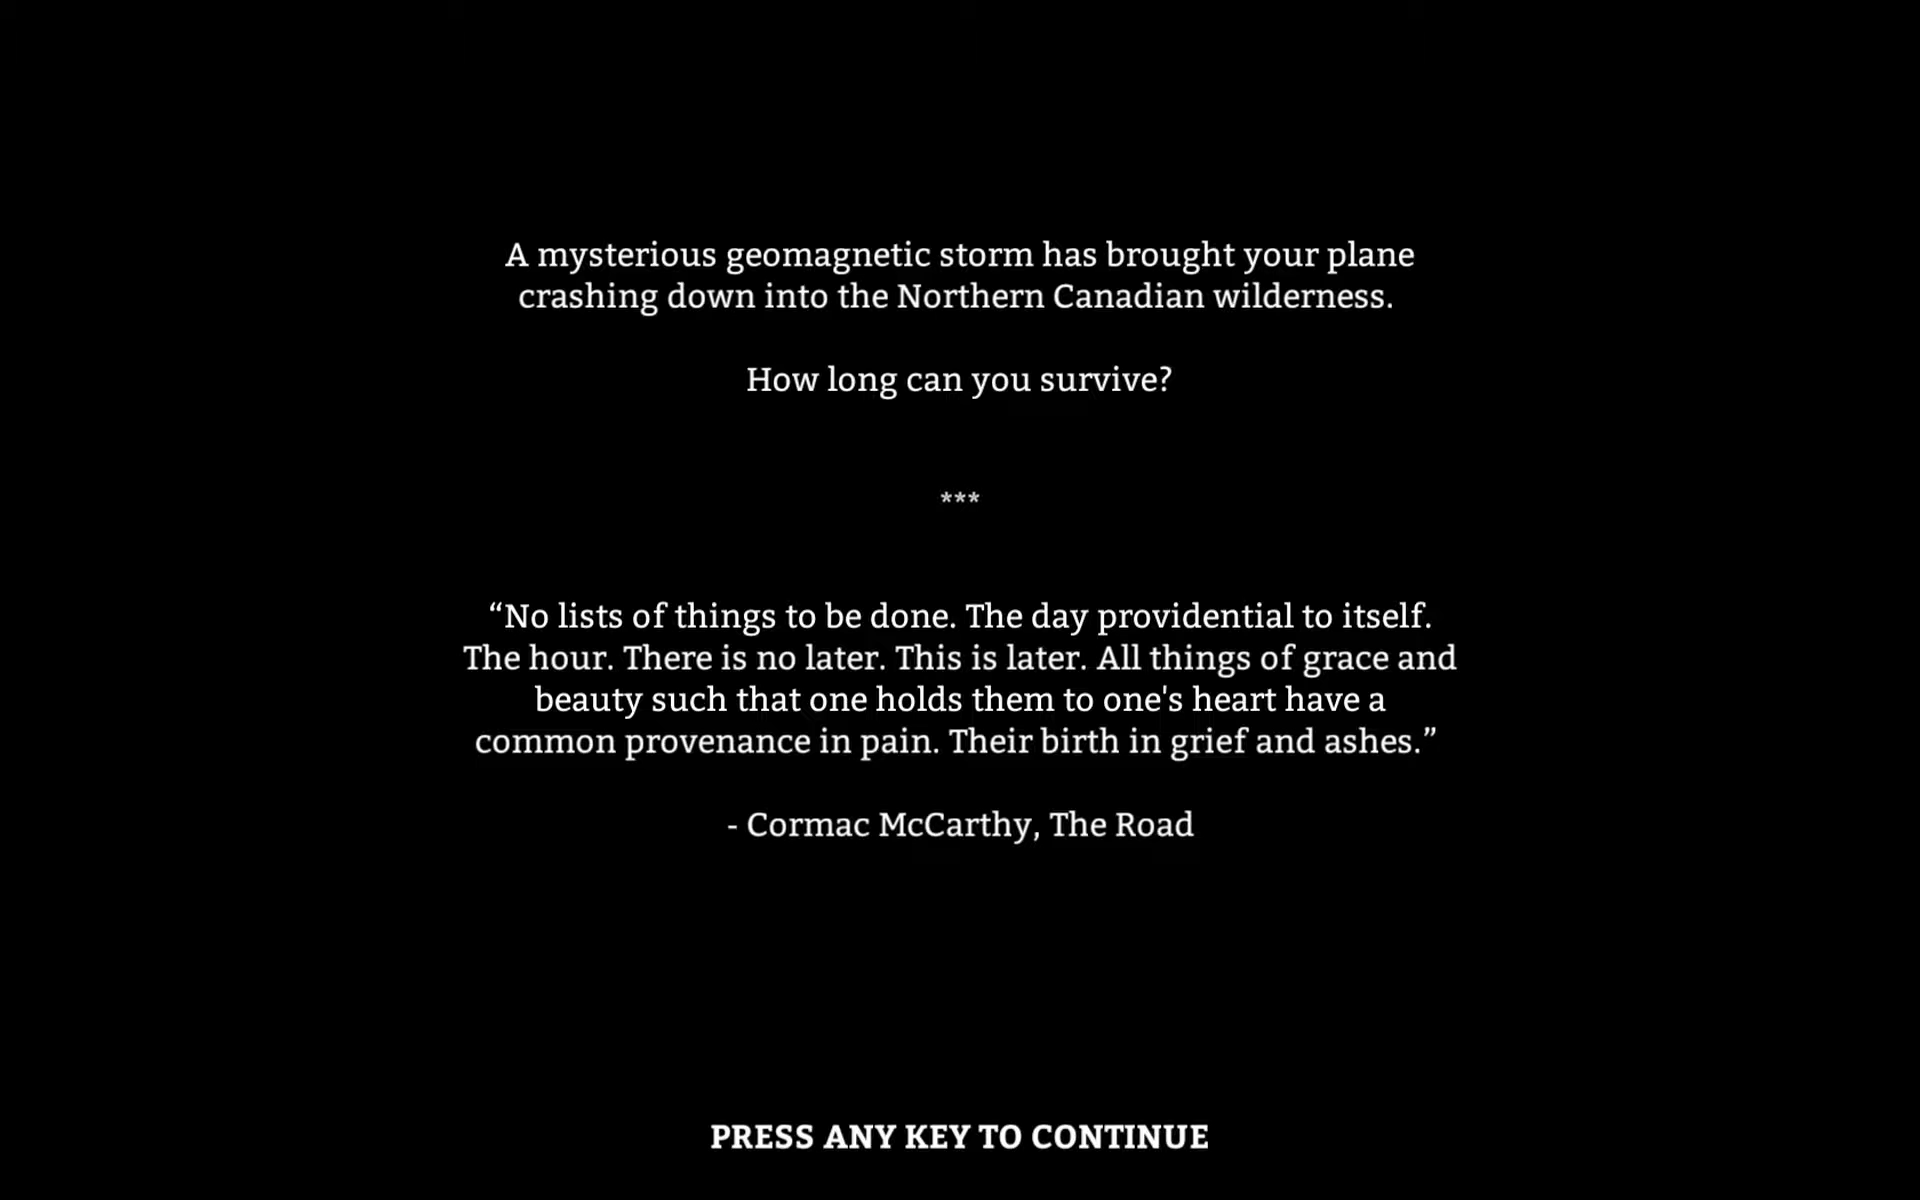 A mysterious geomagnetic storm has brought your plane
crashing down into the Northern Canadian wilderness.
How long can you survive?
***
“No lists of things to be done. The day providential to itself.
The hour. There is no later. This is later. All things of grace and
beauty such that one holds them to one's heart have a
common provenance in pain. Their birth in grief and ashes.”
- Cormac McCarthy, The Road
PRESS ANY KEY TO CONTINUE